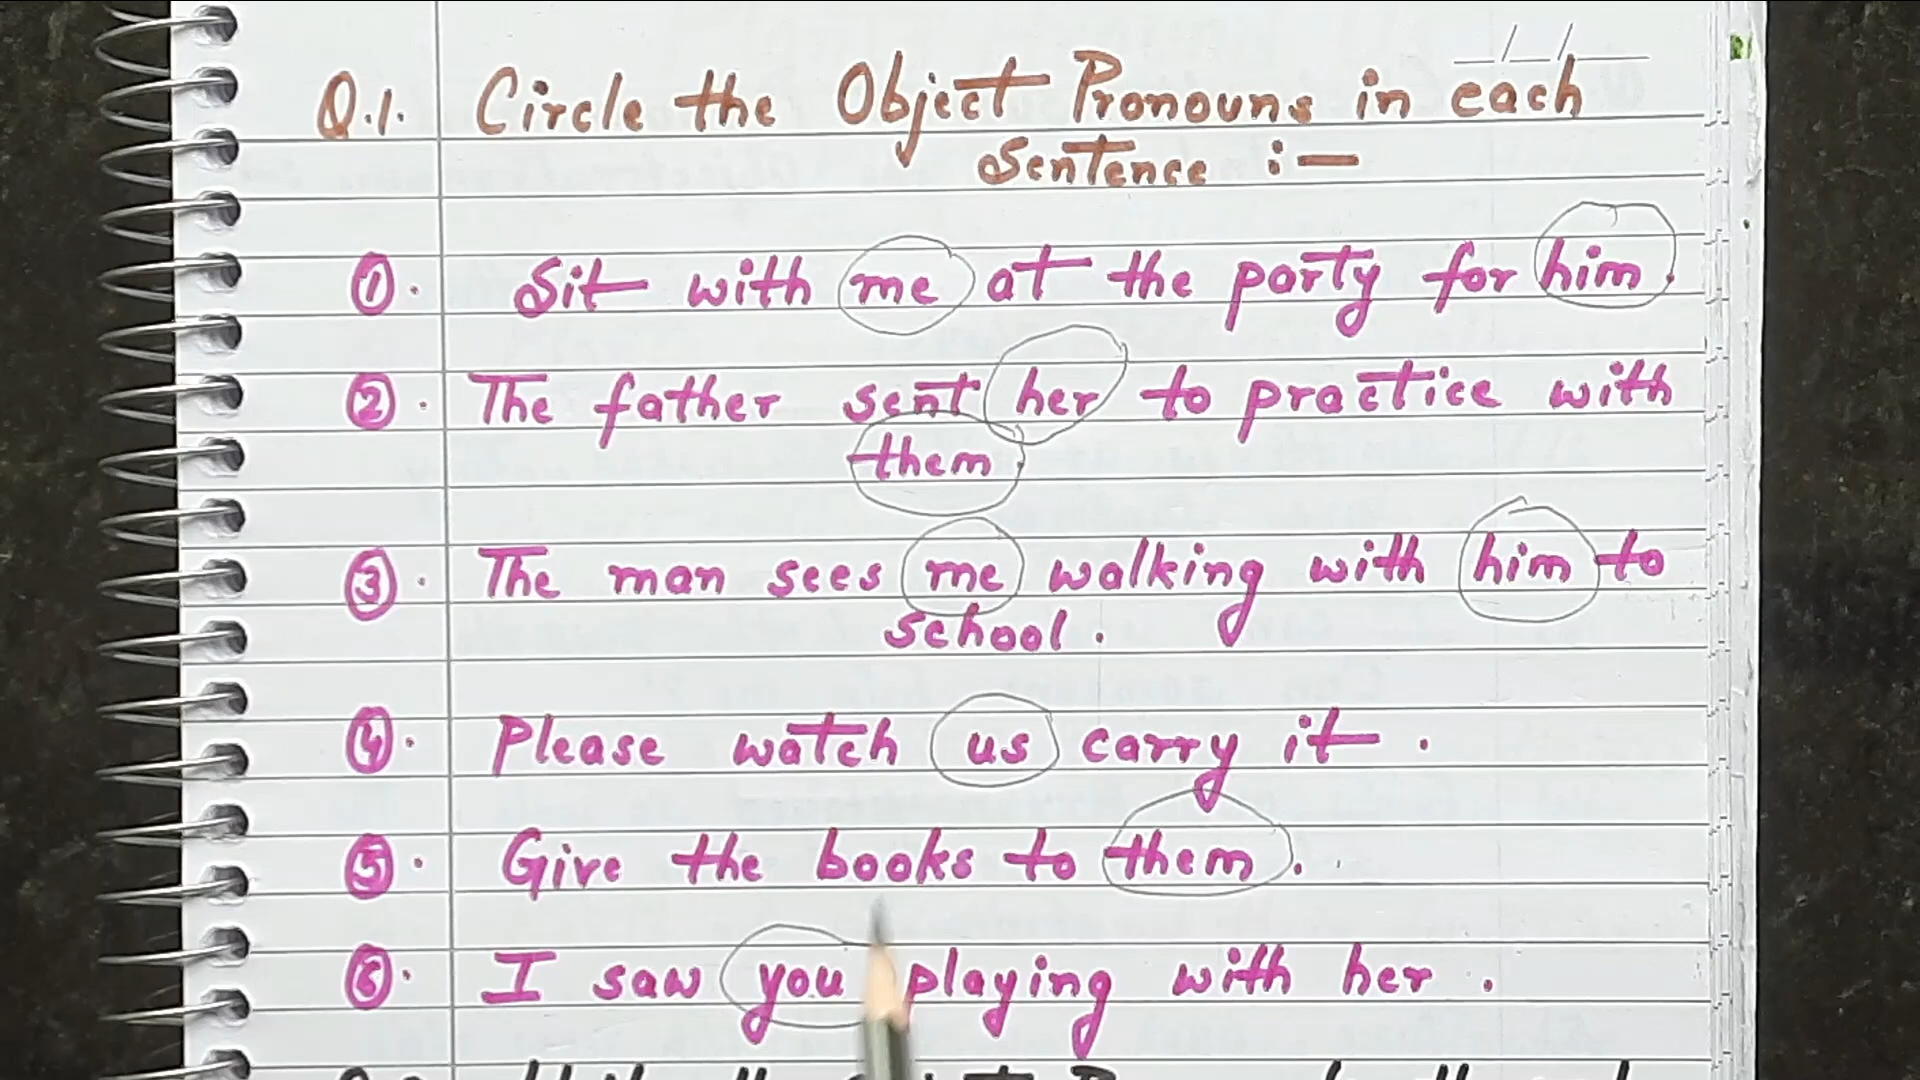 Q.1. Circle the Object Pronouns in each
Sentence :-
①. Sit with me at the party for him.
②. The father sent her to practice with
them.
③. The man sees me walking with him to
school.
④. Please watch us carry it.
⑤. Give the books to them.
⑥. I saw you playing with her.